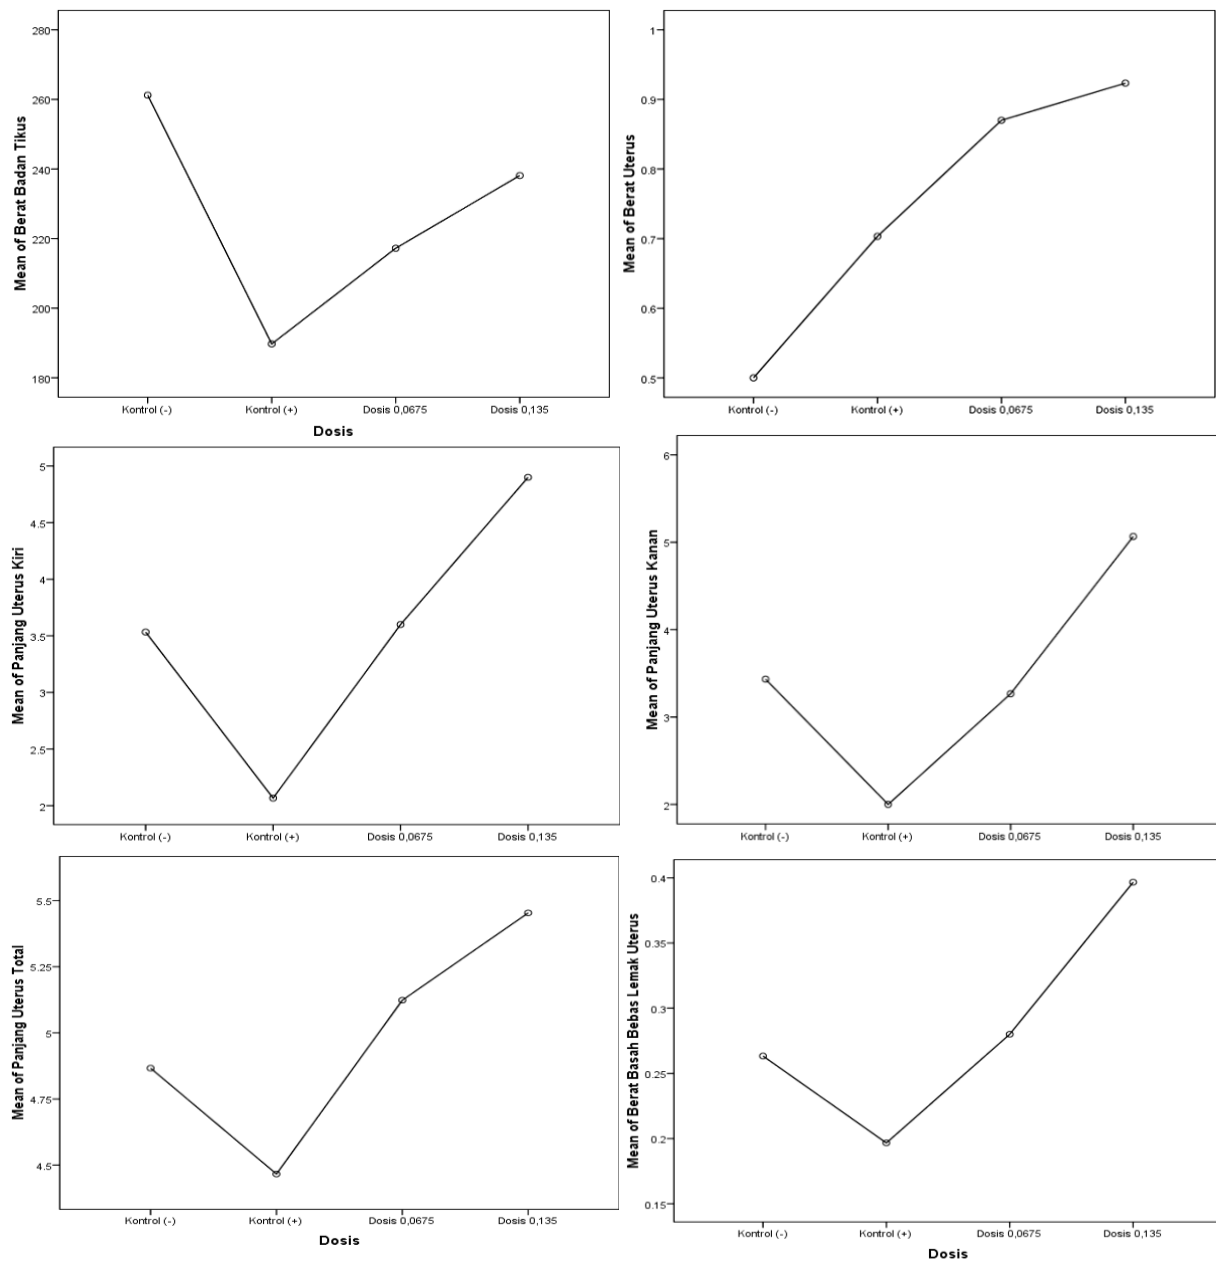 Mean of Berat Badan Tikus
280
260
240
220
200
180
Kontrol (-) Kontrol (+) Dosis 0,0675 Dosis 0,135
Dosis
Mean of Berat Uterus
1
0.9
0.8
0.7
0.6
0.5
Kontrol (-) Kontrol (+) Dosis 0,0675 Dosis 0,135
Mean of Panjang Uterus Kiri
5
4.5
4
3.5
3
2.5
2
Kontrol (-) Kontrol (+) Dosis 0,0675 Dosis 0,135
Mean of Panjang Uterus Kanan
6
5
4
3
2
Kontrol (-) Kontrol (+) Dosis 0,0675 Dosis 0,135
Mean of Panjang Uterus Total
5.5
5.25
5
4.75
4.5
Kontrol (-) Kontrol (+) Dosis 0,0675 Dosis 0,135
Dosis
Mean of Berat Basah Bebas Lemak Uterus
0.4
0.35
0.3
0.25
0.2
0.15
Kontrol (-) Kontrol (+) Dosis 0,0675 Dosis 0,135
Dosis